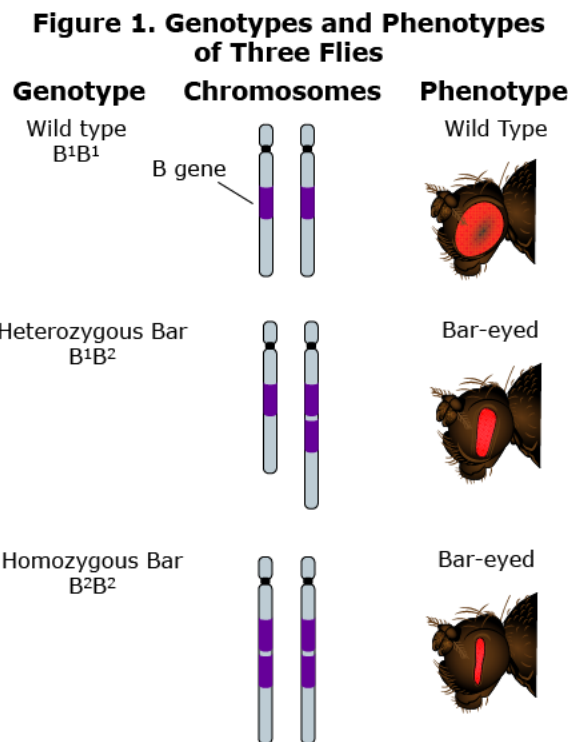 Figure 1. Genotypes and Phenotypes
of Three Flies
Genotype Chromosomes Phenotype
Wild type
B¹B¹
B gene
Wild Type
Heterozygous Bar
B¹B²
Bar-eyed
Homozygous Bar
B²B²
Bar-eyed